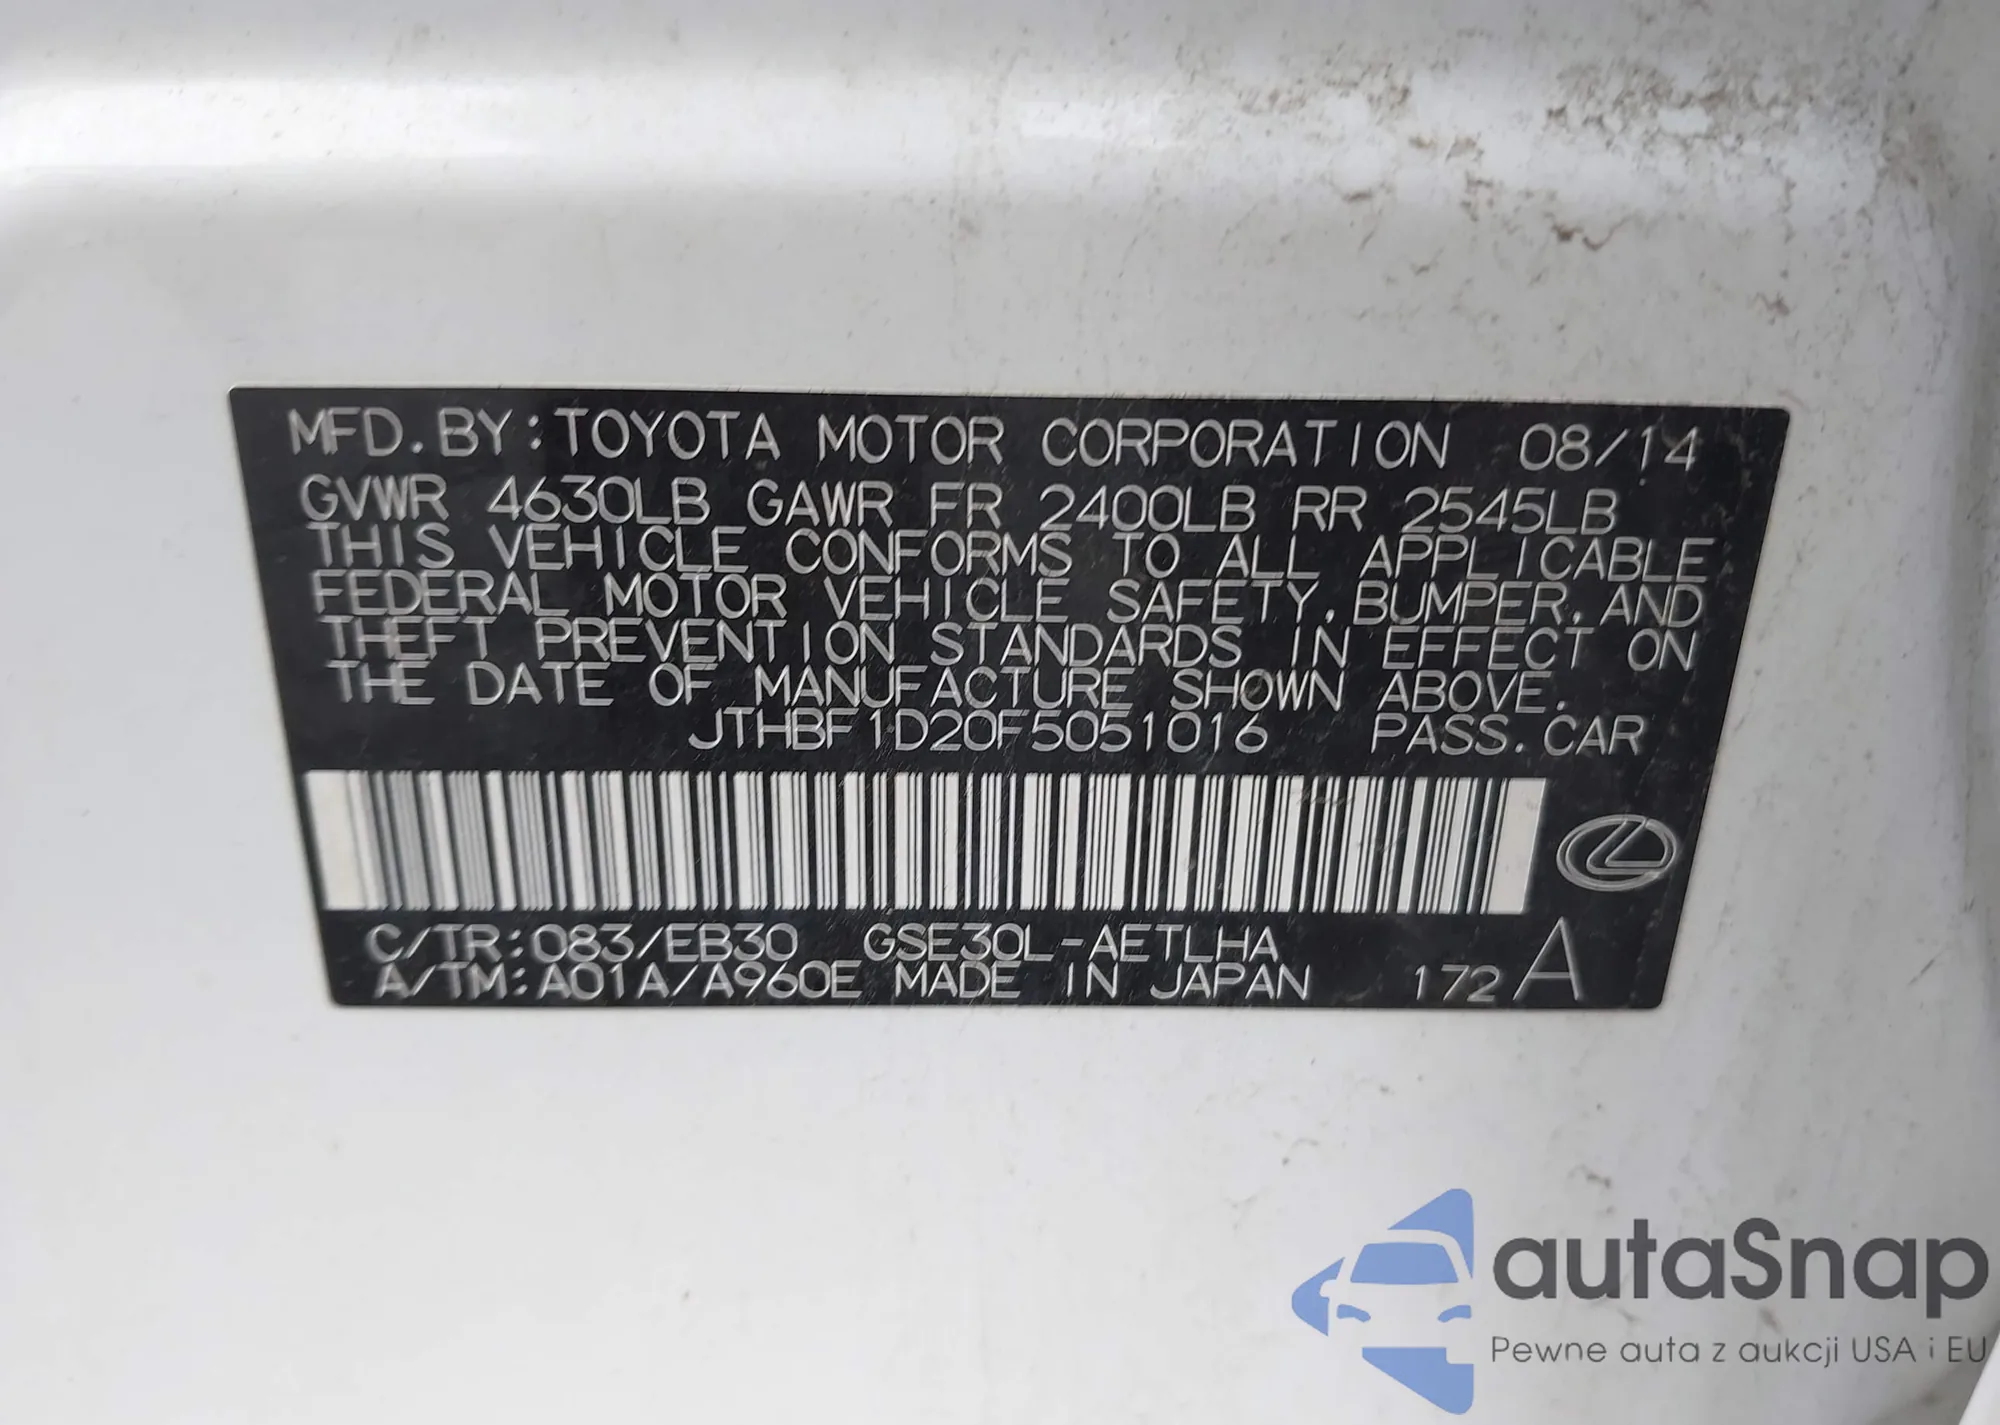 MFD.BY:TOYOTA MOTOR CORPORATION 08/14
GVWR 4630LB GAWR FR 2400LB RR 2545LB
THIS VEHICLE CONFORMS TO ALL APPLICABLE
FEDERAL MOTOR VEHICLE SAFETY,BUMPER,AND
THEFT PREVENTION STANDARDS IN EFFECT ON
THE DATE OF MANUFACTURE SHOWN ABOVE.
JTHBF1D20F5051016 PASS.CAR
C/TR:083/EB30 GSE30L-AETLHA
A/TM:A01A/A960E MADE IN JAPAN 172 A
autaSnap
Pewne auta z aukcji USA i EU